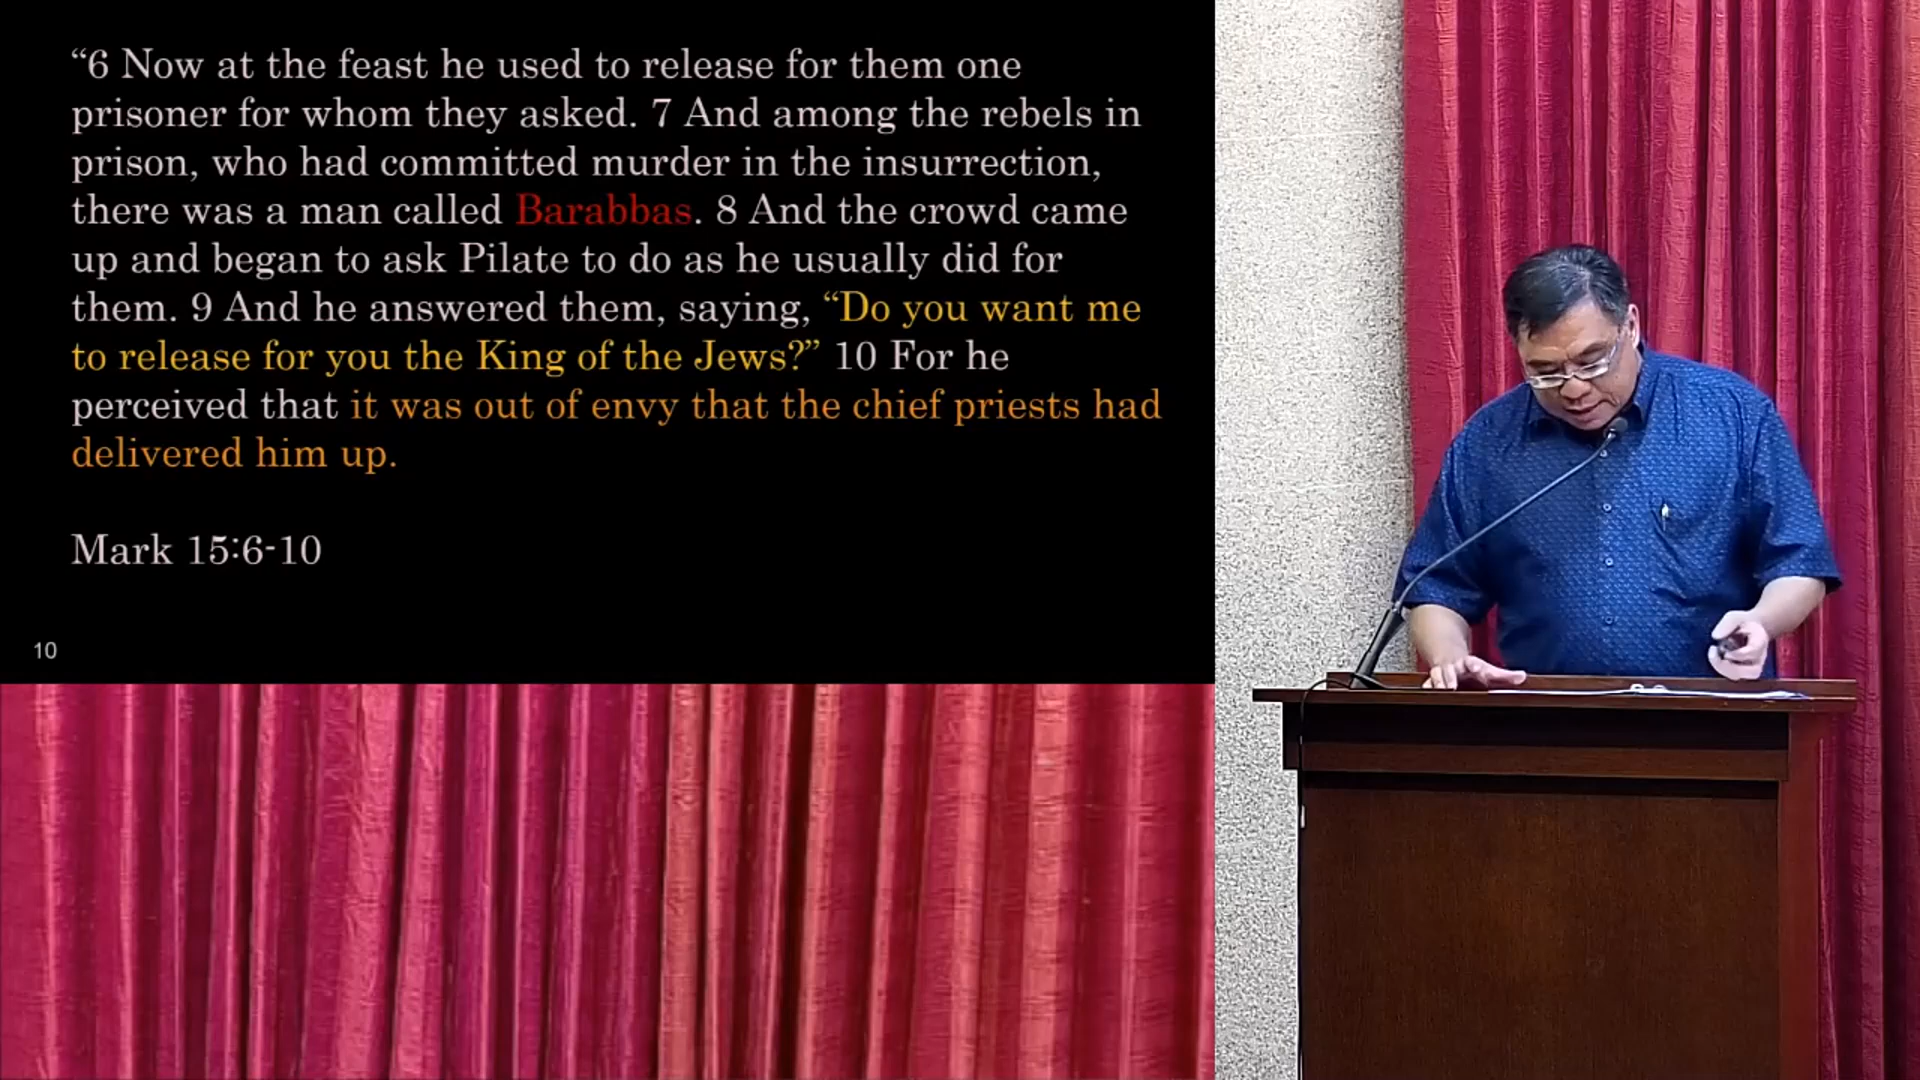 “6 Now at the feast he used to release for them one
prisoner for whom they asked. 7 And among the rebels in
prison, who had committed murder in the insurrection,
there was a man called Barabbas. 8 And the crowd came
up and began to ask Pilate to do as he usually did for
them. 9 And he answered them, saying, “Do you want me
to release for you the King of the Jews?” 10 For he
perceived that it was out of envy that the chief priests had
delivered him up.
Mark 15:6-10
10